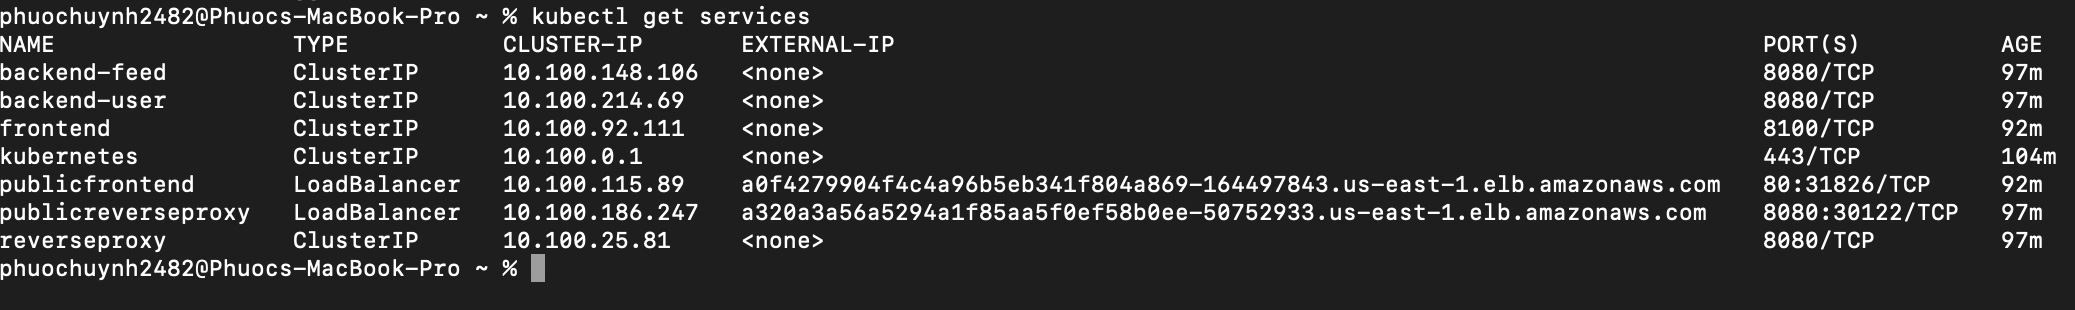 phuochuynh2482@Phuocs-MacBook-Pro ~ % kubectl get services
NAME TYPE CLUSTER-IP EXTERNAL-IP PORT(S) AGE
backend-feed ClusterIP 10.100.148.106 <none> 8080/TCP 97m
backend-user ClusterIP 10.100.214.69 <none> 8080/TCP 97m
frontend ClusterIP 10.100.92.111 <none> 8100/TCP 92m
kubernetes ClusterIP 10.100.0.1 <none> 443/TCP 104m
publicfrontend LoadBalancer 10.100.115.89 a0f4279904f4c4a96b5eb341f804a869-164497843.us-east-1.elb.amazonaws.com 80:31826/TCP 92m
publicreverseproxy LoadBalancer 10.100.186.247 a320a3a56a5294a1f85aa5f0ef58b0ee-50752933.us-east-1.elb.amazonaws.com 8080:30122/TCP 97m
reverseproxy ClusterIP 10.100.25.81 <none> 8080/TCP 97m
phuochuynh2482@Phuocs-MacBook-Pro ~ %